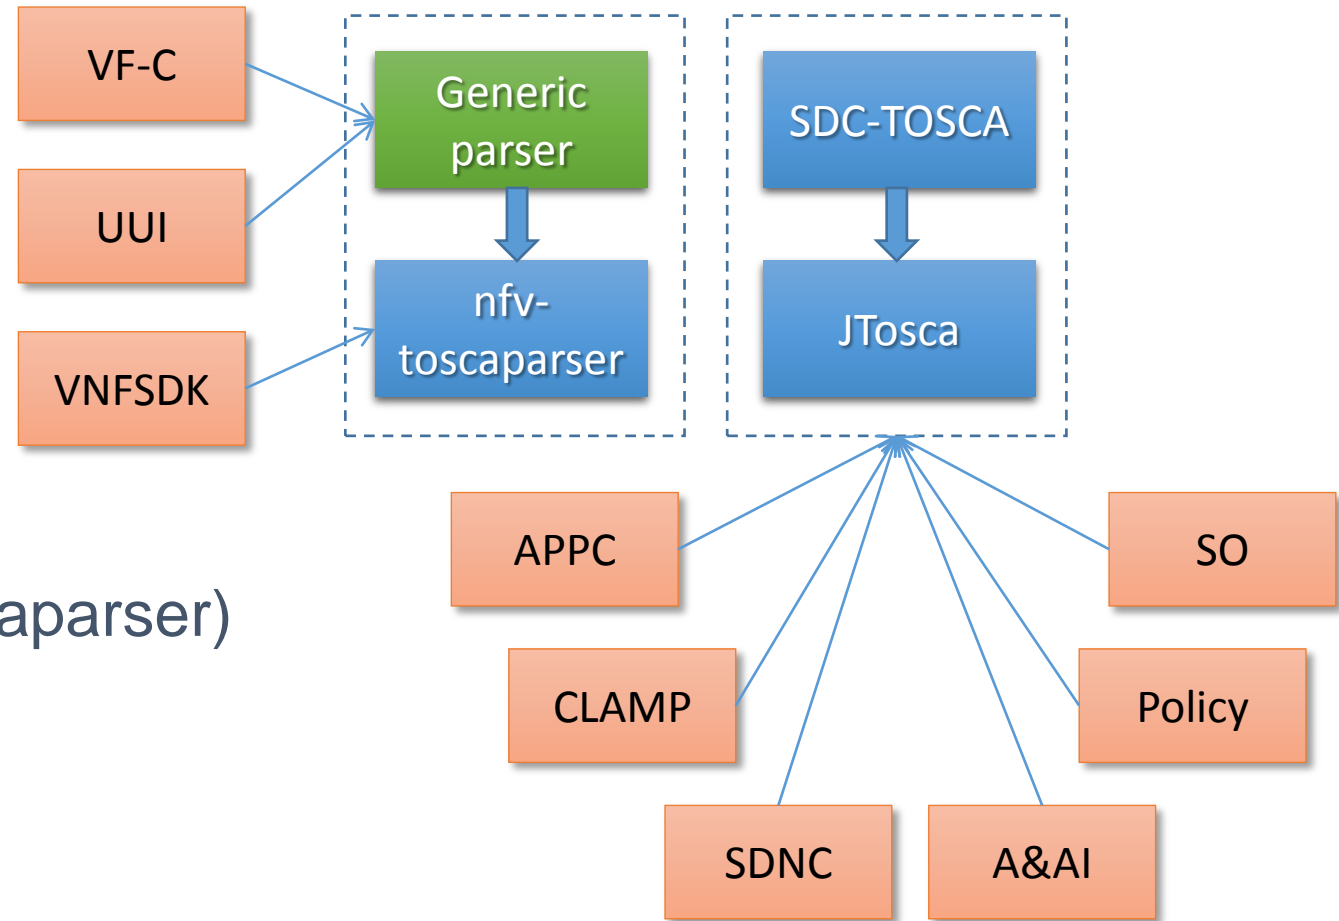 VF-C
Generic
parser
SDC-TOSCA
UUI
nfv-
toscaparser
JTosca
VNFSDK
APPC
SO
aparser)
CLAMP
Policy
SDNC
A&AI